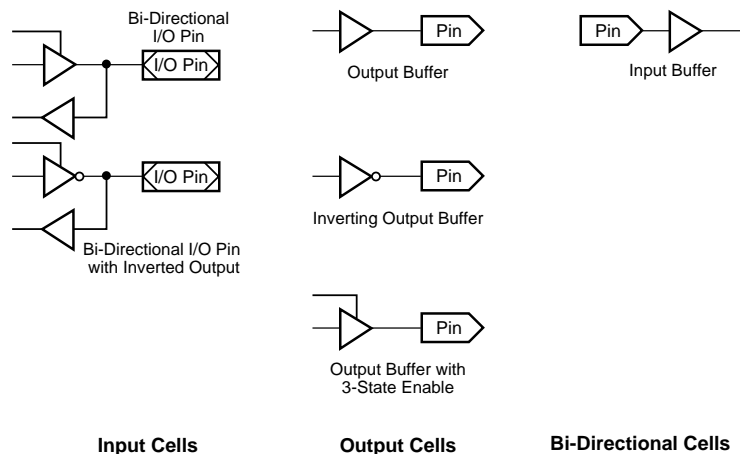 Bi-Directional
I/O Pin
I/O Pin
I/O Pin
Bi-Directional I/O Pin
with Inverted Output
Input Cells
Pin
Output Buffer
Pin
Inverting Output Buffer
Pin
Output Buffer with
3-State Enable
Output Cells
Pin
Input Buffer
Bi-Directional Cells